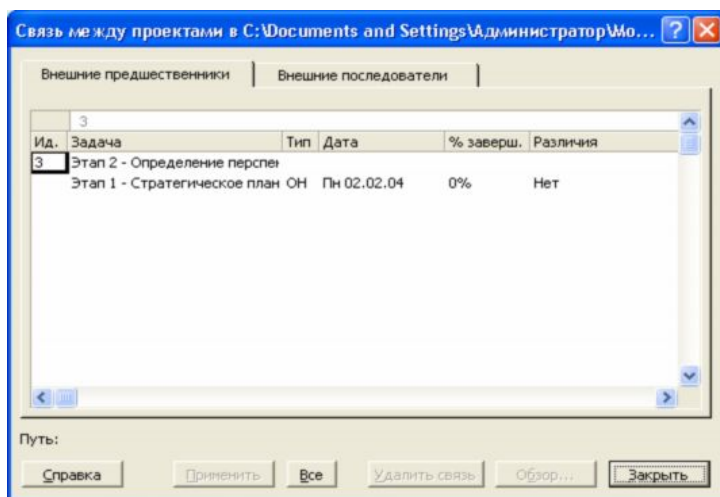 Связь между проектами в C:\Documents and Settings\Администратор\Мо...
Внешние предшественники Внешние последователи
3
Ид. Задача Тип Дата % заверш. Различия
3 Этап 2 - Определение перспек
Этап 1 - Стратегическое план ОН Пн 02.02.04 0% Нет
Путь:
Справка Применить Все Удалить связь Обзор... Закрыть